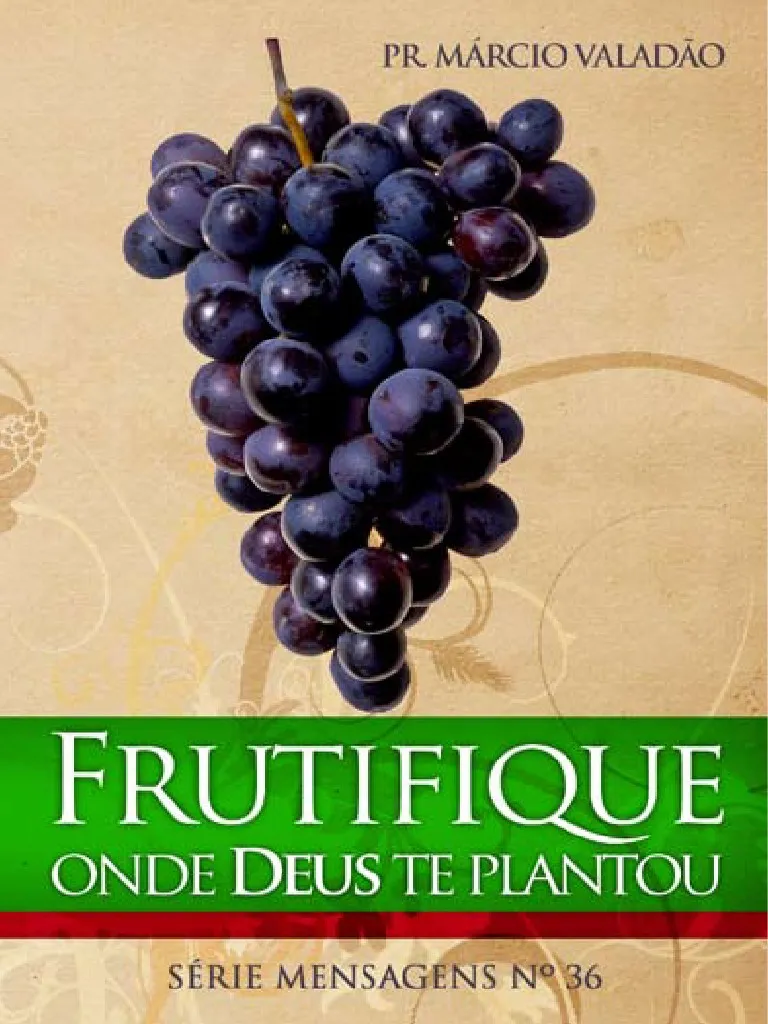 PR. MÁRCIO VALADÃO
FRUTIFIQUE
ONDE DEUS TE PLANTOU
SÉRIE MENSAGENS Nº 36